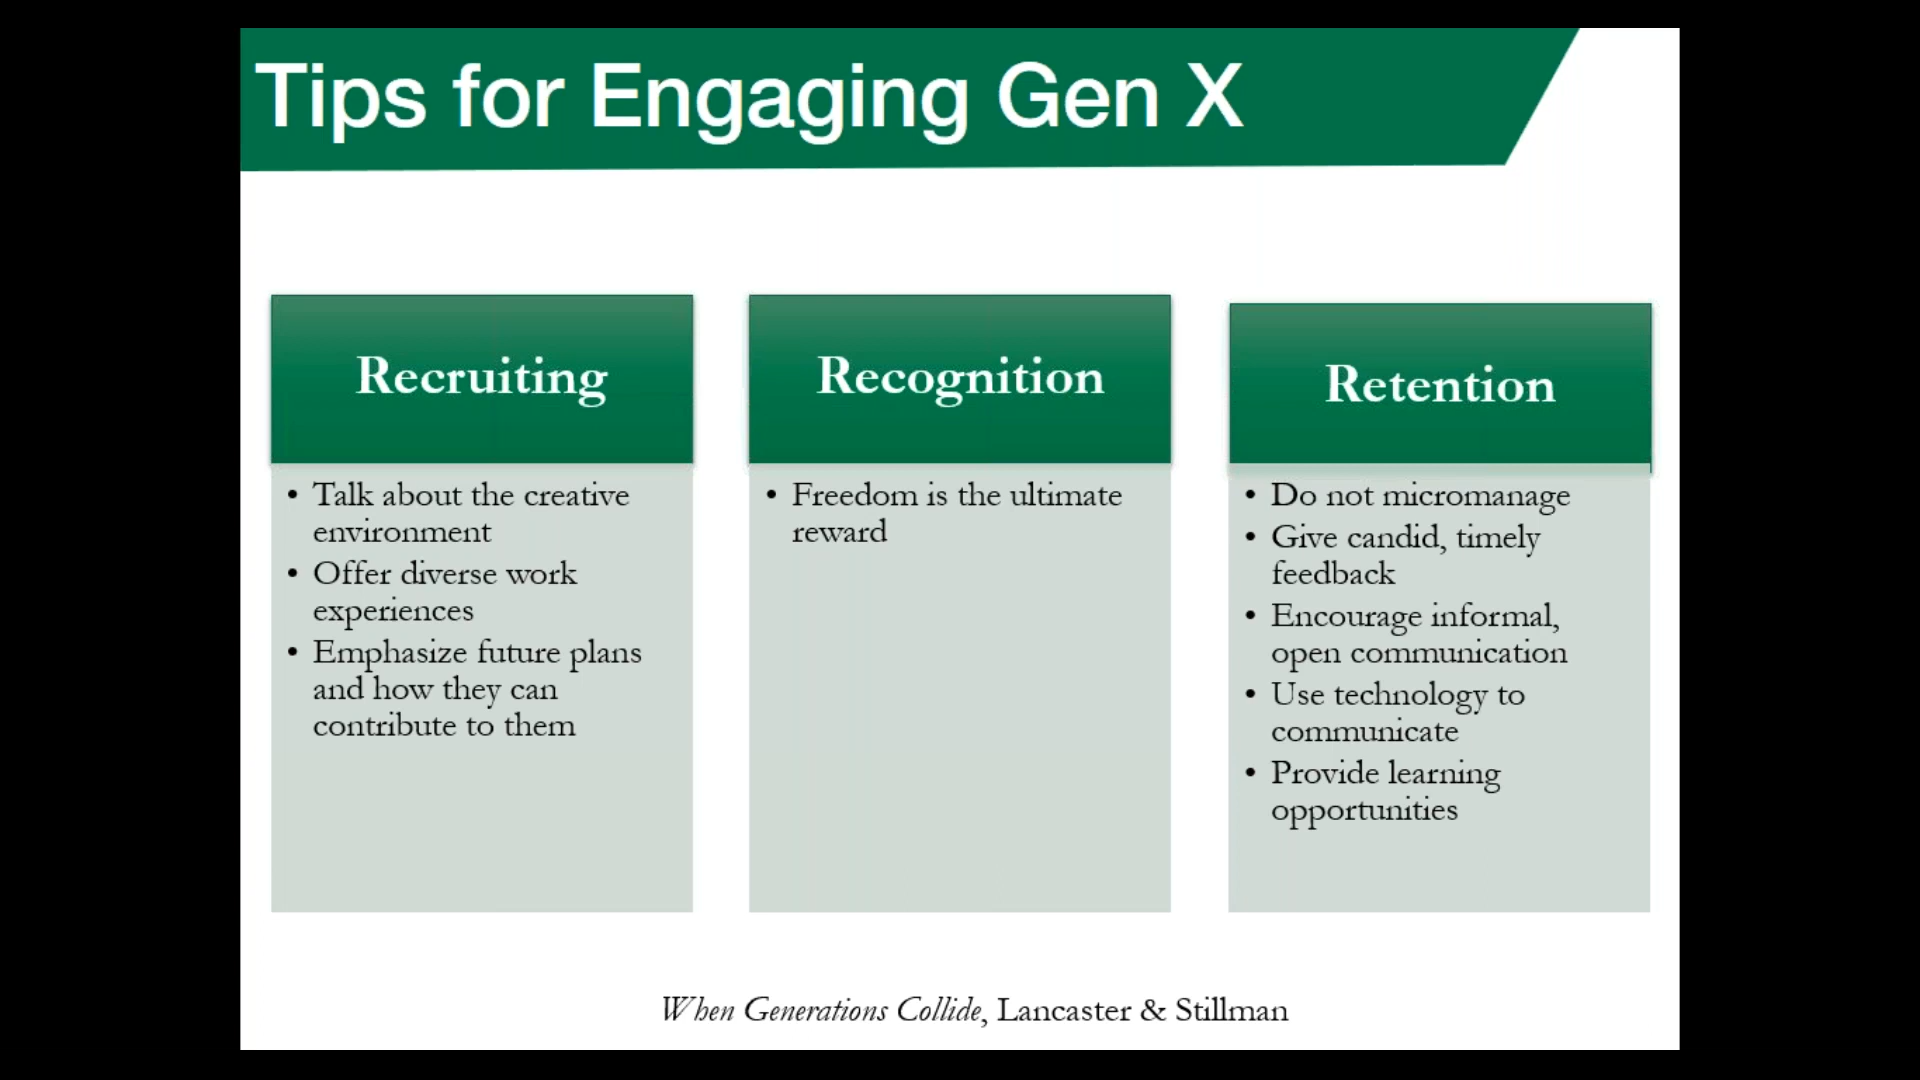 Tips for Engaging Gen X
Recruiting
• Talk about the creative
environment
• Offer diverse work
experiences
• Emphasize future plans
and how they can
contribute to them
Recognition
• Freedom is the ultimate
reward
Retention
• Do not micromanage
• Give candid, timely
feedback
• Encourage informal,
open communication
• Use technology to
communicate
• Provide learning
opportunities
When Generations Collide, Lancaster & Stillman